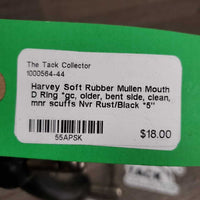 The Tack Collector
1000564-44
Harvey Soft Rubber Mullen Mouth
D Ring *gc, older, bent side, clean,
mnr scuffs Nvr Rust/Black *5"
$18.00
55APSK
TACK